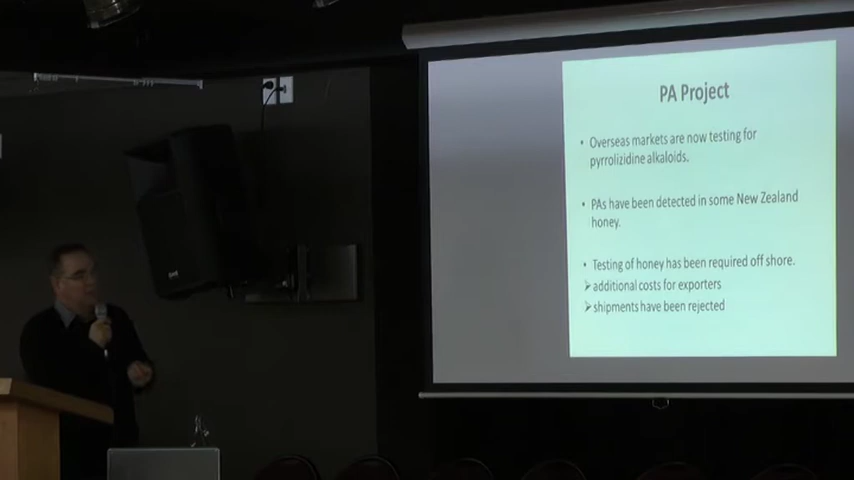 PA Project
• Overseas markets are now testing for
pyrrolizidine alkaloids.
• PAs have been detected in some New Zealand
honey.
• Testing of honey has been required off shore.
➢ additional costs for exporters
➢ shipments have been rejected